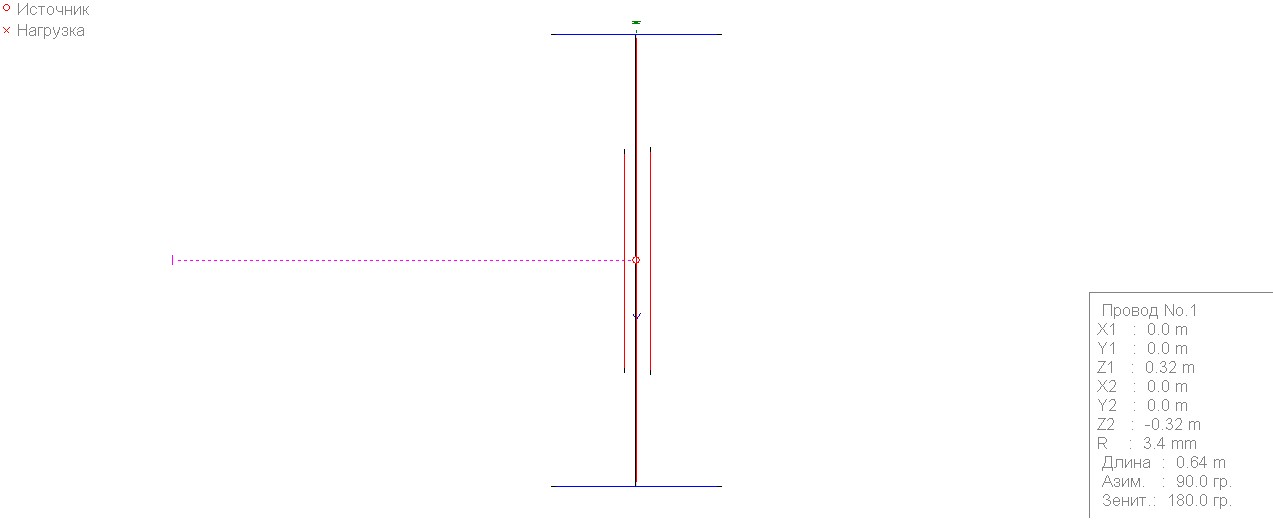 Источник
Нагрузка
Провод No.1
X1 : 0.0 m
Y1 : 0.0 m
Z1 : 0.32 m
X2 : 0.0 m
Y2 : 0.0 m
Z2 : -0.32 m
R : 3.4 mm
Длина : 0.64 m
Азим. : 90.0 гр.
Зенит.: 180.0 гр.